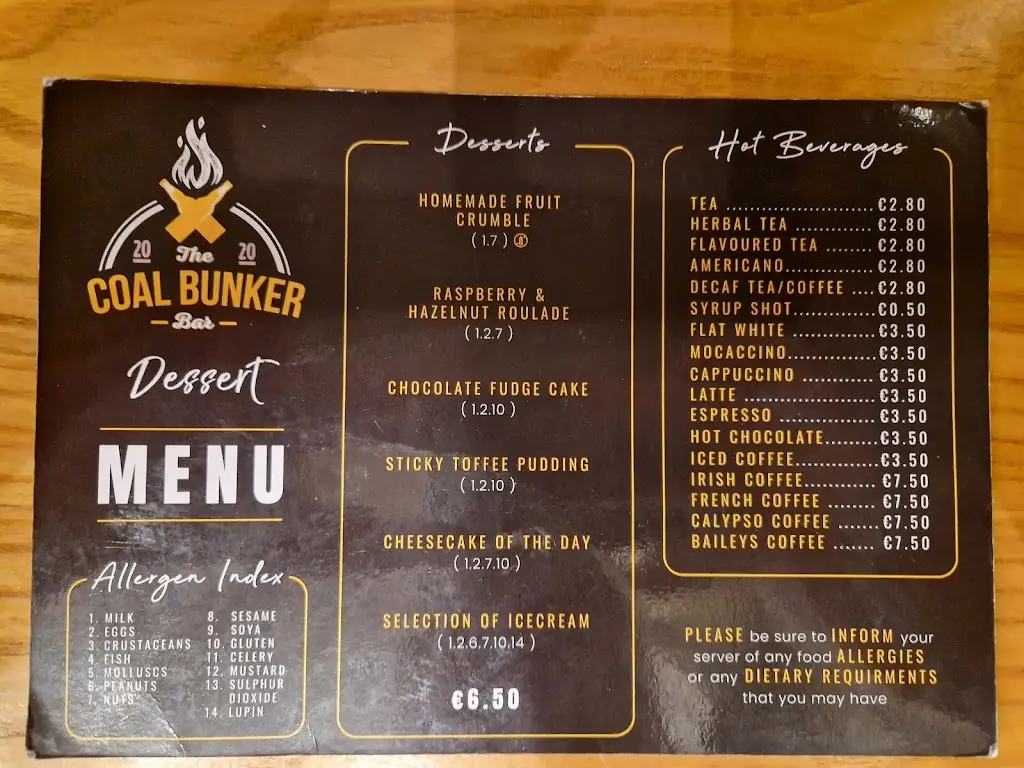 20 20
The
COAL BUNKER
Bar
Dessert
MENU
Allergen Index
1. MILK
2. EGGS
3. CRUSTACEANS
4. FISH
5. MOLLUSCS
6. PEANUTS
7. NUTS
8. SESAME
9. SOYA
10. GLUTEN
11. CELERY
12. MUSTARD
13. SULPHUR
DIOXIDE
14. LUPIN
Desserts
HOMEMADE FRUIT
CRUMBLE
( 1.7 )
RASPBERRY &
HAZELNUT ROULADE
( 1.2.7 )
CHOCOLATE FUDGE CAKE
( 1.2.10 )
STICKY TOFFEE PUDDING
( 1.2.10 )
CHEESECAKE OF THE DAY
( 1.2.7.10 )
SELECTION OF ICECREAM
( 1.2.6.7.10.14 )
€6.50
Hot Beverages
TEA ......................... €2.80
HERBAL TEA ............. €2.80
FLAVOURED TEA ........ €2.80
AMERICANO............... €2.80
DECAF TEA/COFFEE .... €2.80
SYRUP SHOT.............. €0.50
FLAT WHITE ............. €3.50
MOCACCINO............... €3.50
CAPPUCCINO ............ €3.50
LATTE ...................... €3.50
ESPRESSO ................ €3.50
HOT CHOCOLATE......... €3.50
ICED COFFEE.............. €3.50
IRISH COFFEE............. €7.50
FRENCH COFFEE ......... €7.50
CALYPSO COFFEE ....... €7.50
BAILEYS COFFEE ....... €7.50
PLEASE be sure to INFORM your
server of any food ALLERGIES
or any DIETARY REQUIRMENTS
that you may have